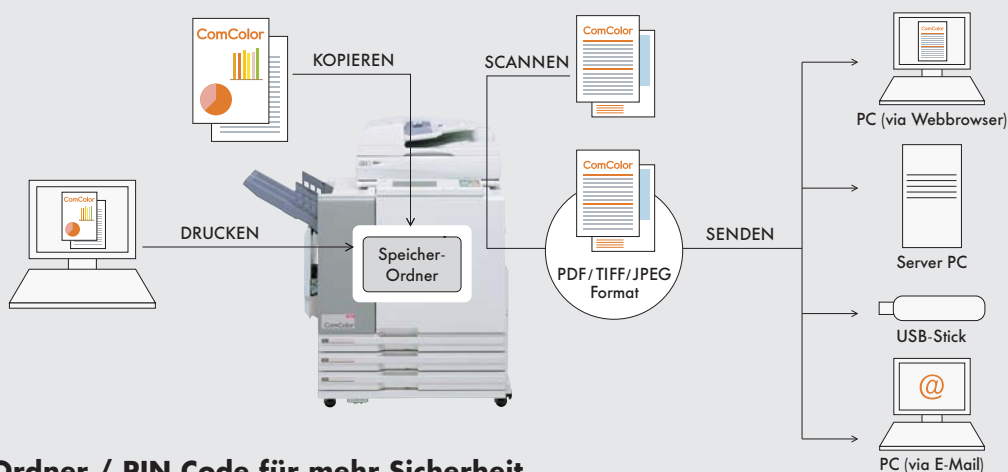 ComColor
KOPIEREN
SCANNEN
ComColor
PC (via Webbrowser)
ComColor
DRUCKEN
Speicher-
Ordner
ComColor
PDF/TIFF/JPEG
Format
SENDEN
Server PC
ComColor
USB-Stick
@
PC (via E-Mail)
Ordner / PIN Code für mehr Sicherheit